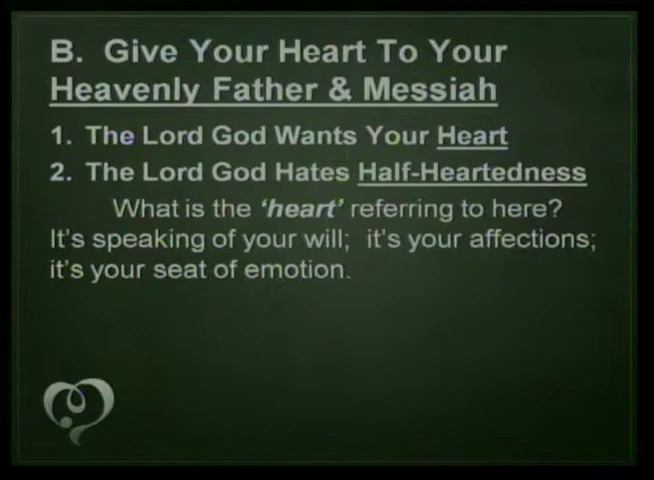 B. Give Your Heart To Your
Heavenly Father & Messiah
1. The Lord God Wants Your Heart
2. The Lord God Hates Half-Heartedness
What is the 'heart' referring to here?
It's speaking of your will; it's your affections;
it's your seat of emotion.